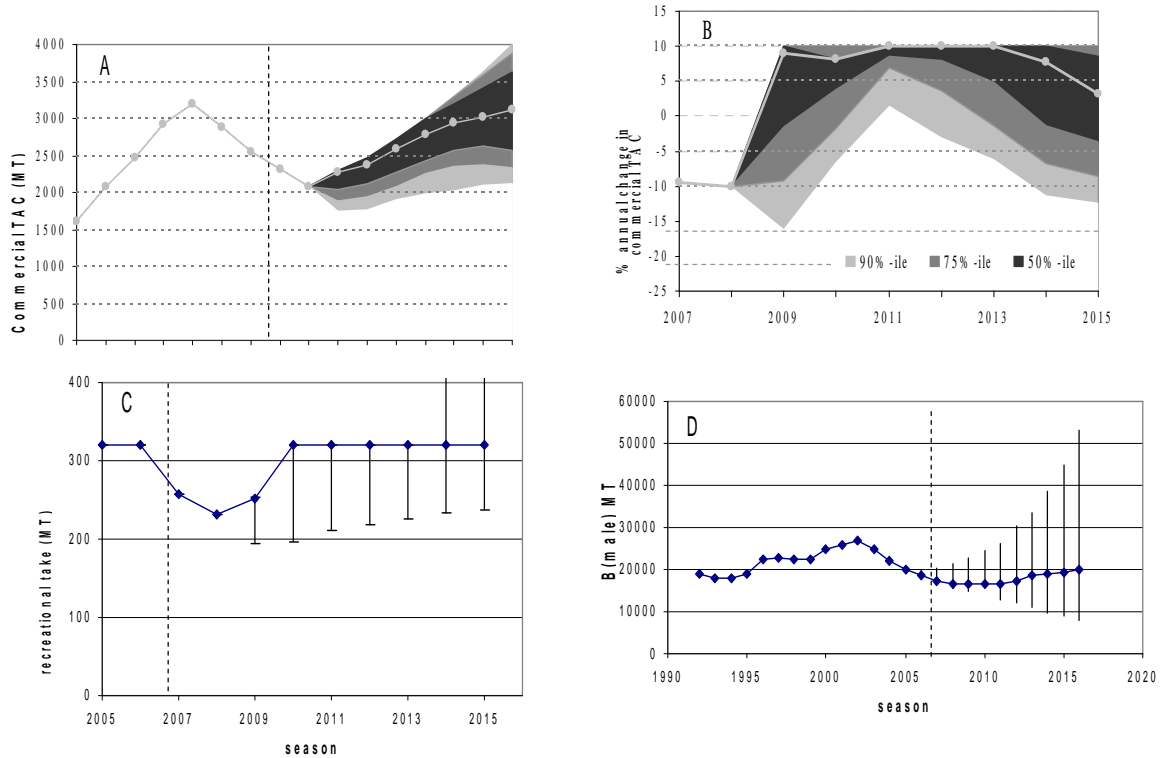 A
Commercial TAC (MT)
4000
3500
3000
2500
2000
1500
1000
500
0
B
% annual change in
commercial TAC
15
10
5
0
-5
-10
-15
-20
-25
90% -ile 75% -ile 50% -ile
2007 2009 2011 2013 2015
C
recreational take (MT)
400
300
200
100
0
2005 2007 2009 2011 2013 2015
season
D
B (male) MT
60000
50000
40000
30000
20000
10000
0
1990 1995 2000 2005 2010 2015 2020
season